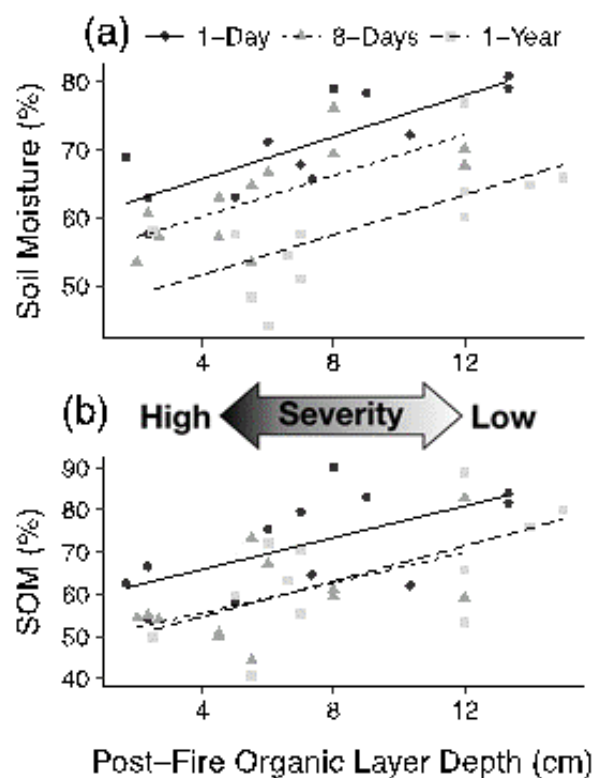 (a) 1–Day 8–Days 1–Year
Soil Moisture (%)
80
70
60
50
4 8 12
(b) High Severity Low
SOM (%)
90
80
70
60
50
40
4 8 12
Post–Fire Organic Layer Depth (cm)